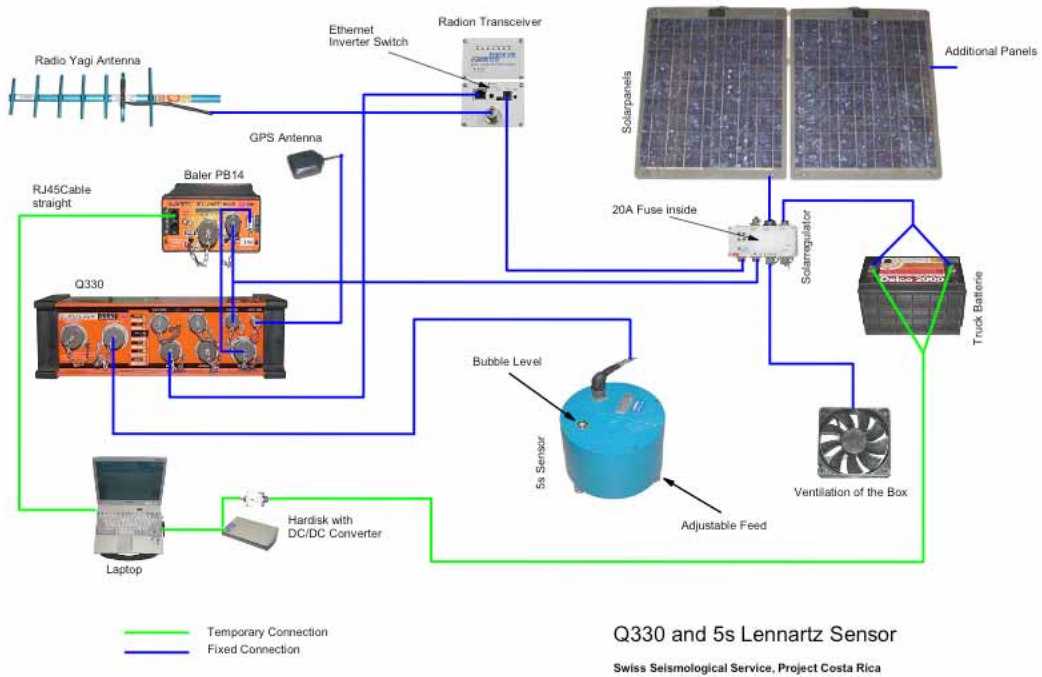 Ethernet
Inverter Switch
Radion Transceiver
Radio Yagi Antenna
Additional Panels
Solarpanels
GPS Antenna
Baler PB14
RJ45Cable
straight
20A Fuse inside
Solarregulator
Q330
Delco 2000
Truck Batterie
Bubble Level
5s Sensor
Ventilation of the Box
Adjustable Feed
Hardisk with
DC/DC Converter
Laptop
Temporary Connection
Fixed Connection
Q330 and 5s Lennartz Sensor
Swiss Seismological Service, Project Costa Rica